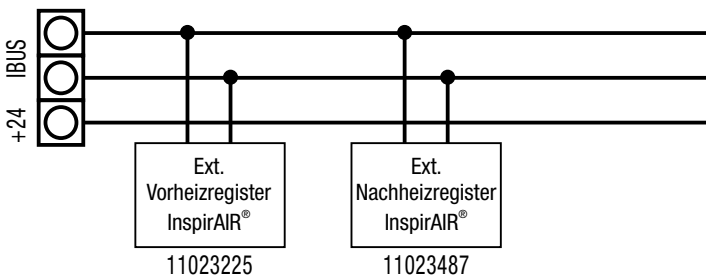 IBUS
+24
Ext.
Vorheizregister
InspirAIR®
11023225
Ext.
Nachheizregister
InspirAIR®
11023487